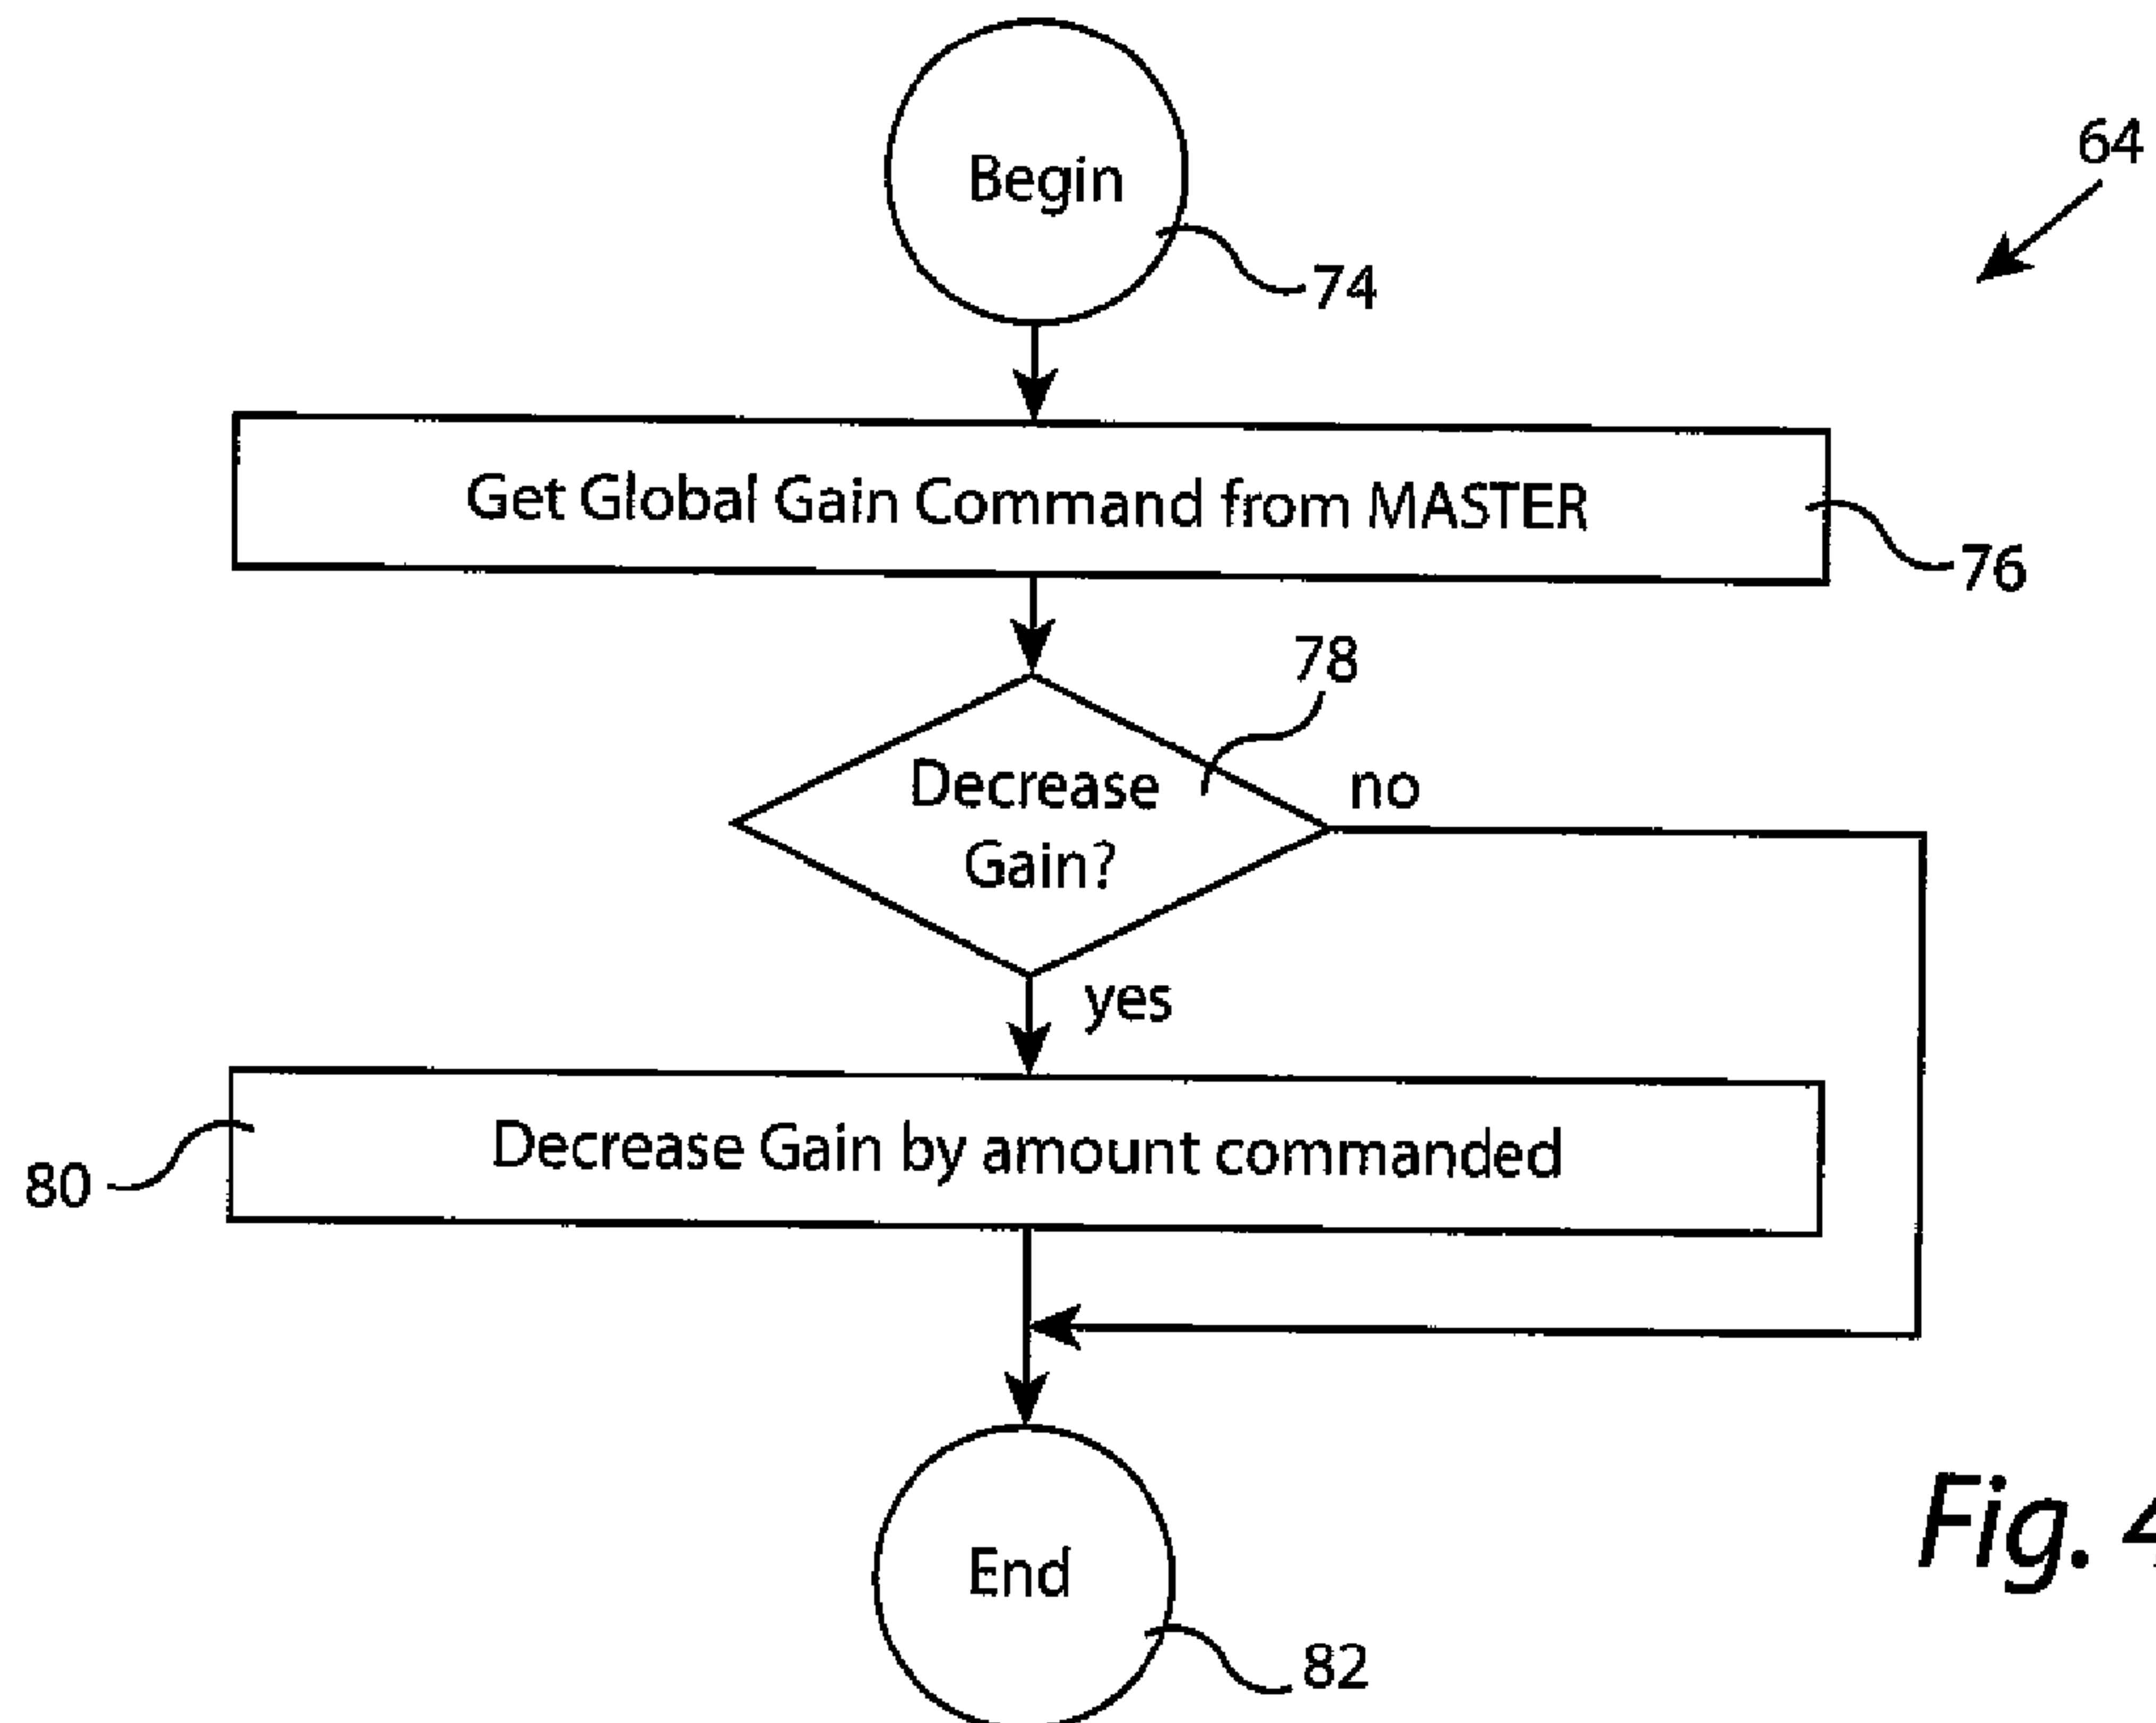 Begin
64
74
Get Global Gain Command from MASTER
76
78
Decrease
Gain?
no
yes
Decrease Gain by amount commanded
80
End
82
Fig. 4